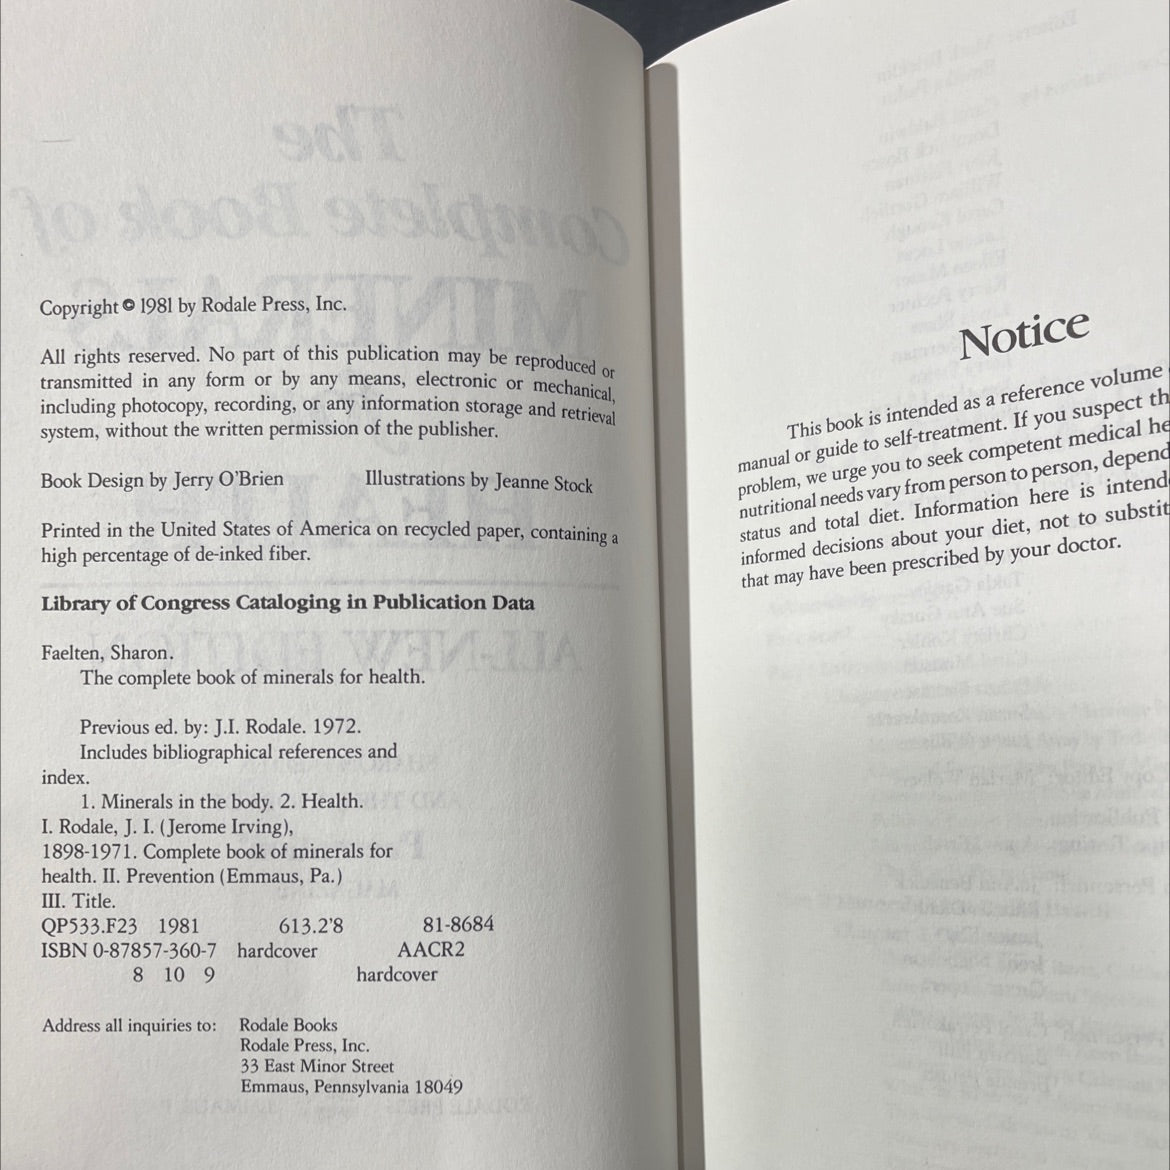 Copyright © 1981 by Rodale Press, Inc.
All rights reserved. No part of this publication may be reproduced or
transmitted in any form or by any means, electronic or mechanical,
including photocopy, recording, or any information storage and retrieval
system, without the written permission of the publisher.
Book Design by Jerry O'Brien Illustrations by Jeanne Stock
Printed in the United States of America on recycled paper, containing a
high percentage of de-inked fiber.
Library of Congress Cataloging in Publication Data
Faelten, Sharon.
The complete book of minerals for health.
Previous ed. by: J.I. Rodale. 1972.
Includes bibliographical references and
index.
1. Minerals in the body. 2. Health.
I. Rodale, J. I. (Jerome Irving),
1898-1971. Complete book of minerals for
health. II. Prevention (Emmaus, Pa.)
III. Title.
QP533.F23 1981 613.2'8 81-8684
ISBN 0-87857-360-7 hardcover AACR2
8 10 9 hardcover
Address all inquiries to: Rodale Books
Rodale Press, Inc.
33 East Minor Street
Emmaus, Pennsylvania 18049
Notice
This book is intended as a reference volume
manual or guide to self-treatment. If you suspect th
problem, we urge you to seek competent medical he
nutritional needs vary from person to person, depend
status and total diet. Information here is intend
informed decisions about your diet, not to substit
that may have been prescribed by your doctor.